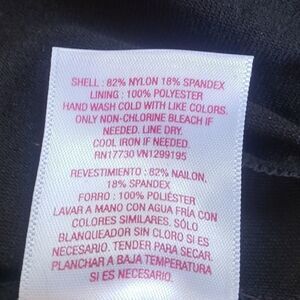 SHELL : 82% NYLON 18% SPANDEX
LINING : 100% POLYESTER
HAND WASH COLD WITH LIKE COLORS.
ONLY NON-CHLORINE BLEACH IF
NEEDED. LINE DRY.
COOL IRON IF NEEDED.
RN17730 VN1299195
REVESTIMIENTO : 82% NAILON,
18% SPANDEX
FORRO : 100% POLIÉSTER
LAVAR A MANO CON AGUA FRÍA CON
COLORES SIMILARES. SÓLO
BLANQUEADOR SIN CLORO SI ES
NECESARIO. TENDER PARA SECAR.
PLANCHAR A BAJA TEMPERATURA
SI ES NECESARIO.